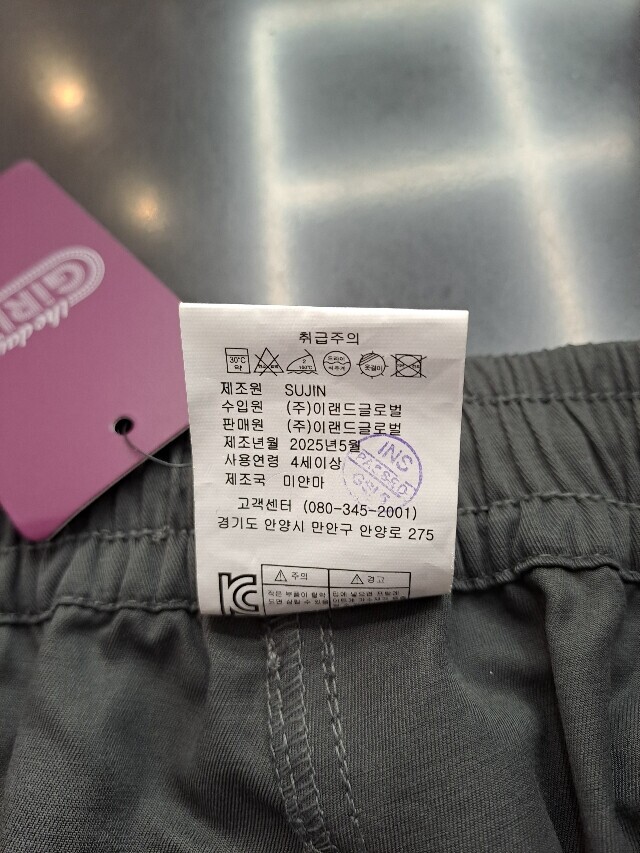 the day
GIRL
취급주의
30℃
약
제조원 SUJIN
수입원 (주)이랜드글로벌
판매원 (주)이랜드글로벌
제조년월 2025년5월
사용연령 4세이상
제조국 미얀마
INS
PASSED
고객센터 (080-345-2001)
경기도 안양시 만안구 안양로 275
주의 경고